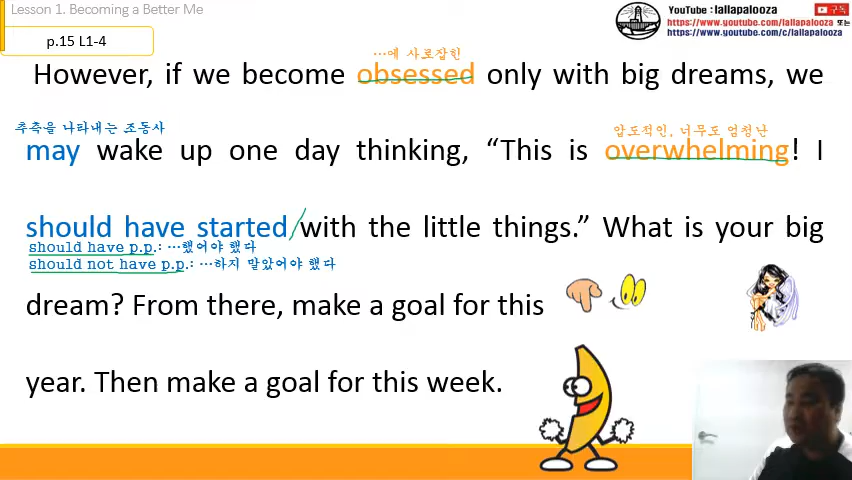 Lesson 1. Becoming a Better Me
YouTube : lallapalooza 구독
https://www.youtube.com/lallapalooza 또는
https://www.youtube.com/c/lallapalooza
p.15 L1-4
…에 사로잡힌
However, if we become obsessed only with big dreams, we
추측을 나타내는 조동사
압도적인, 너무도 엄청난
may wake up one day thinking, “This is overwhelming! I
should have started with the little things.” What is your big
should have p.p.: …했어야 했다
should not have p.p.: …하지 말았어야 했다
dream? From there, make a goal for this
year. Then make a goal for this week.